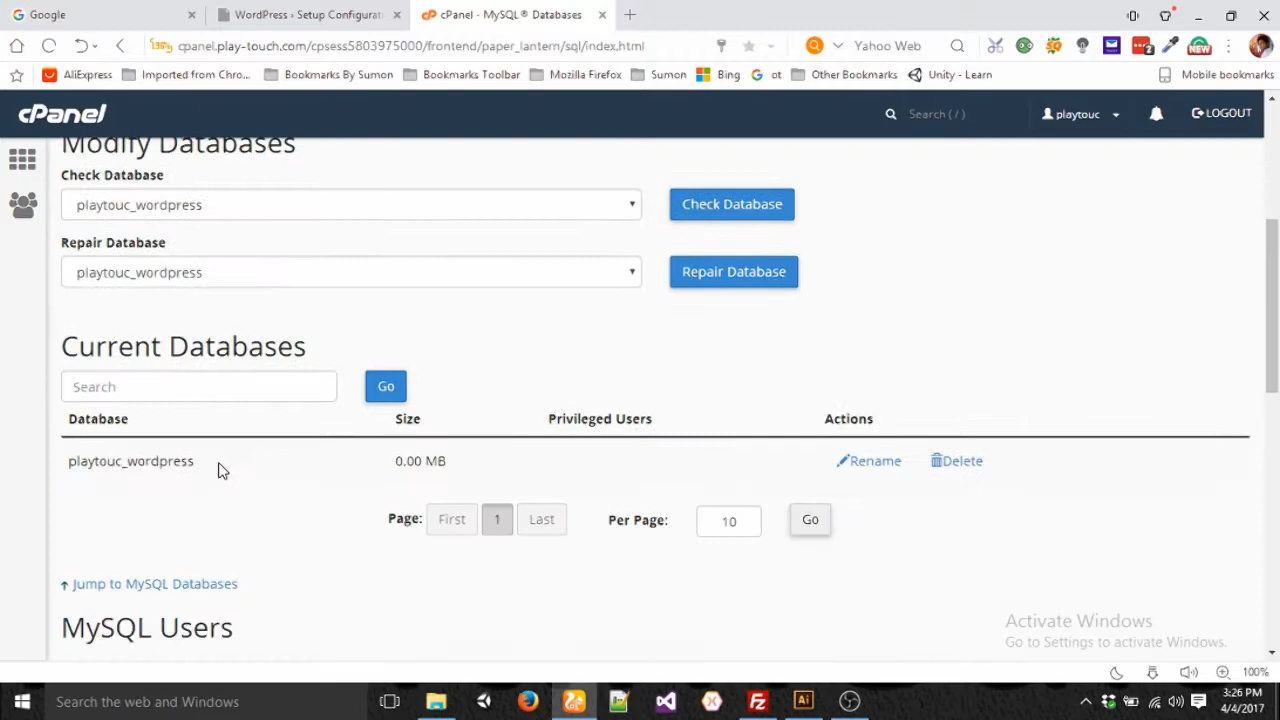 Google
WordPress › Setup Configurat
cPanel - MySQL® Databases
cpanel.play-touch.com/cpsess5803975000/frontend/paper_lantern/sql/index.html
Yahoo Web
AliExpress
Imported from Chro...
Bookmarks By Sumon
Bookmarks Toolbar
Mozilla Firefox
Sumon
Bing
ot
Other Bookmarks
Unity - Learn
Mobile bookmarks
cPanel
Search ( / )
playtouc
LOGOUT
Modify Databases
Check Database
playtouc_wordpress
Check Database
Repair Database
playtouc_wordpress
Repair Database
Current Databases
Search
Go
Database Size Privileged Users Actions
playtouc_wordpress 0.00 MB Rename Delete
Page: First 1 Last Per Page: 10 Go
Jump to MySQL Databases
MySQL Users
Activate Windows
Go to Settings to activate Windows.
100%
Search the web and Windows
3:26 PM
4/4/2017